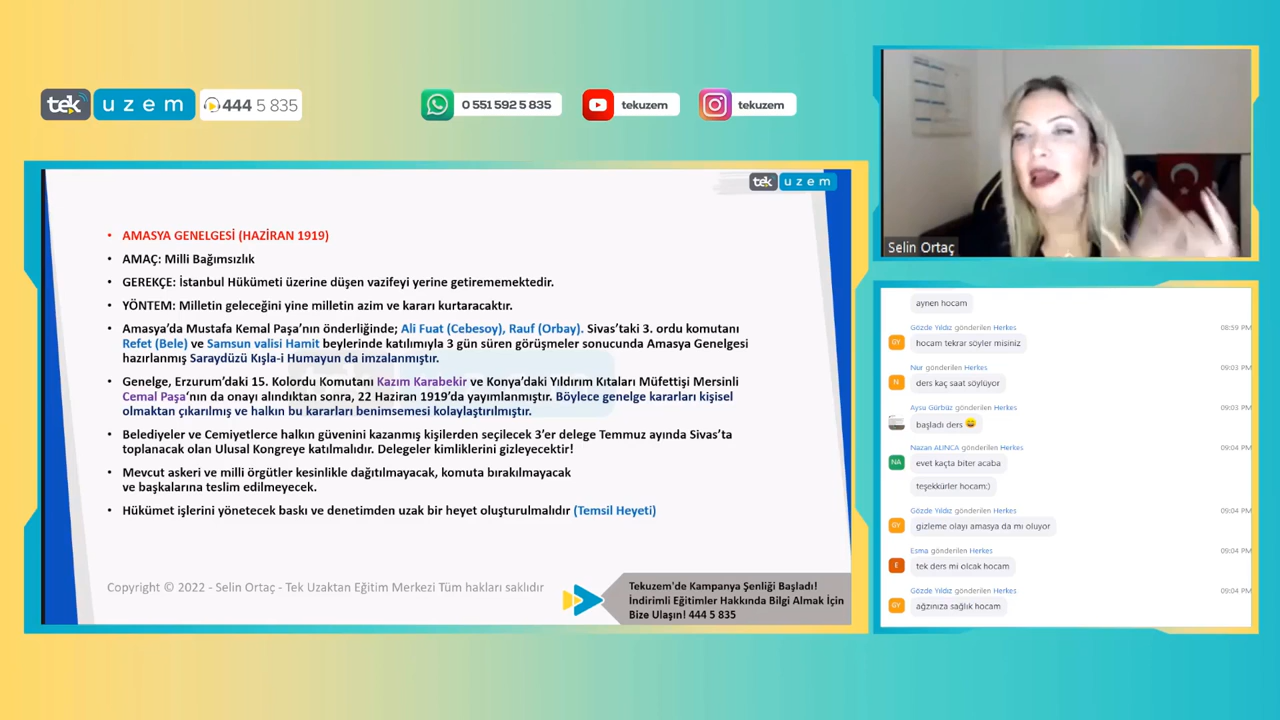 tek uzem 444 5 835
0 551 592 5 835
tekuzem
tekuzem
tek uzem
• AMASYA GENELGESİ (HAZİRAN 1919)
• AMAÇ: Milli Bağımsızlık
• GEREKÇE: İstanbul Hükümeti üzerine düşen vazifeyi yerine getirememektedir.
• YÖNTEM: Milletin geleceğini yine milletin azim ve kararı kurtaracaktır.
• Amasya’da Mustafa Kemal Paşa’nın önderliğinde; Ali Fuat (Cebesoy), Rauf (Orbay). Sivas’taki 3. ordu komutanı
Refet (Bele) ve Samsun valisi Hamit beylerinde katılımıyla 3 gün süren görüşmeler sonucunda Amasya Genelgesi
hazırlanmış Saraydüzü Kışla-i Humayun da imzalanmıştır.
• Genelge, Erzurum’daki 15. Kolordu Komutanı Kazım Karabekir ve Konya’daki Yıldırım Kıtaları Müfettişi Mersinli
Cemal Paşa‘nın da onayı alındıktan sonra, 22 Haziran 1919’da yayımlanmıştır. Böylece genelge kararları kişisel
olmaktan çıkarılmış ve halkın bu kararları benimsemesi kolaylaştırılmıştır.
• Belediyeler ve Cemiyetlerce halkın güvenini kazanmış kişilerden seçilecek 3’er delege Temmuz ayında Sivas’ta
toplanacak olan Ulusal Kongreye katılmalıdır. Delegeler kimliklerini gizleyecektir!
• Mevcut askeri ve milli örgütler kesinlikle dağıtılmayacak, komuta bırakılmayacak
ve başkalarına teslim edilmeyecek.
• Hükümet işlerini yönetecek baskı ve denetimden uzak bir heyet oluşturulmalıdır (Temsil Heyeti)
Copyright © 2022 - Selin Ortaç - Tek Uzaktan Eğitim Merkezi Tüm hakları saklıdır
Tekuzem'de Kampanya Şenliği Başladı!
İndirimli Eğitimler Hakkında Bilgi Almak İçin
Bize Ulaşın! 444 5 835
Selin Ortaç
aynen hocam
Gözde Yıldız gönderilen Herkes 08:59 PM
GY hocam tekrar söyler misiniz
Nur gönderilen Herkes 09:03 PM
N ders kaç saat söylüyor
Aysu Gürbüz gönderilen Herkes 09:03 PM
başladı ders 😄
Nazan ALINCA gönderilen Herkes 09:04 PM
NA evet kaçta biter acaba
teşekkürler hocam:)
Gözde Yıldız gönderilen Herkes 09:04 PM
GY gizleme olayı amasya da mı oluyor
Esma gönderilen Herkes 09:04 PM
E tek ders mi olcak hocam
Gözde Yıldız gönderilen Herkes 09:04 PM
GY ağzınıza sağlık hocam